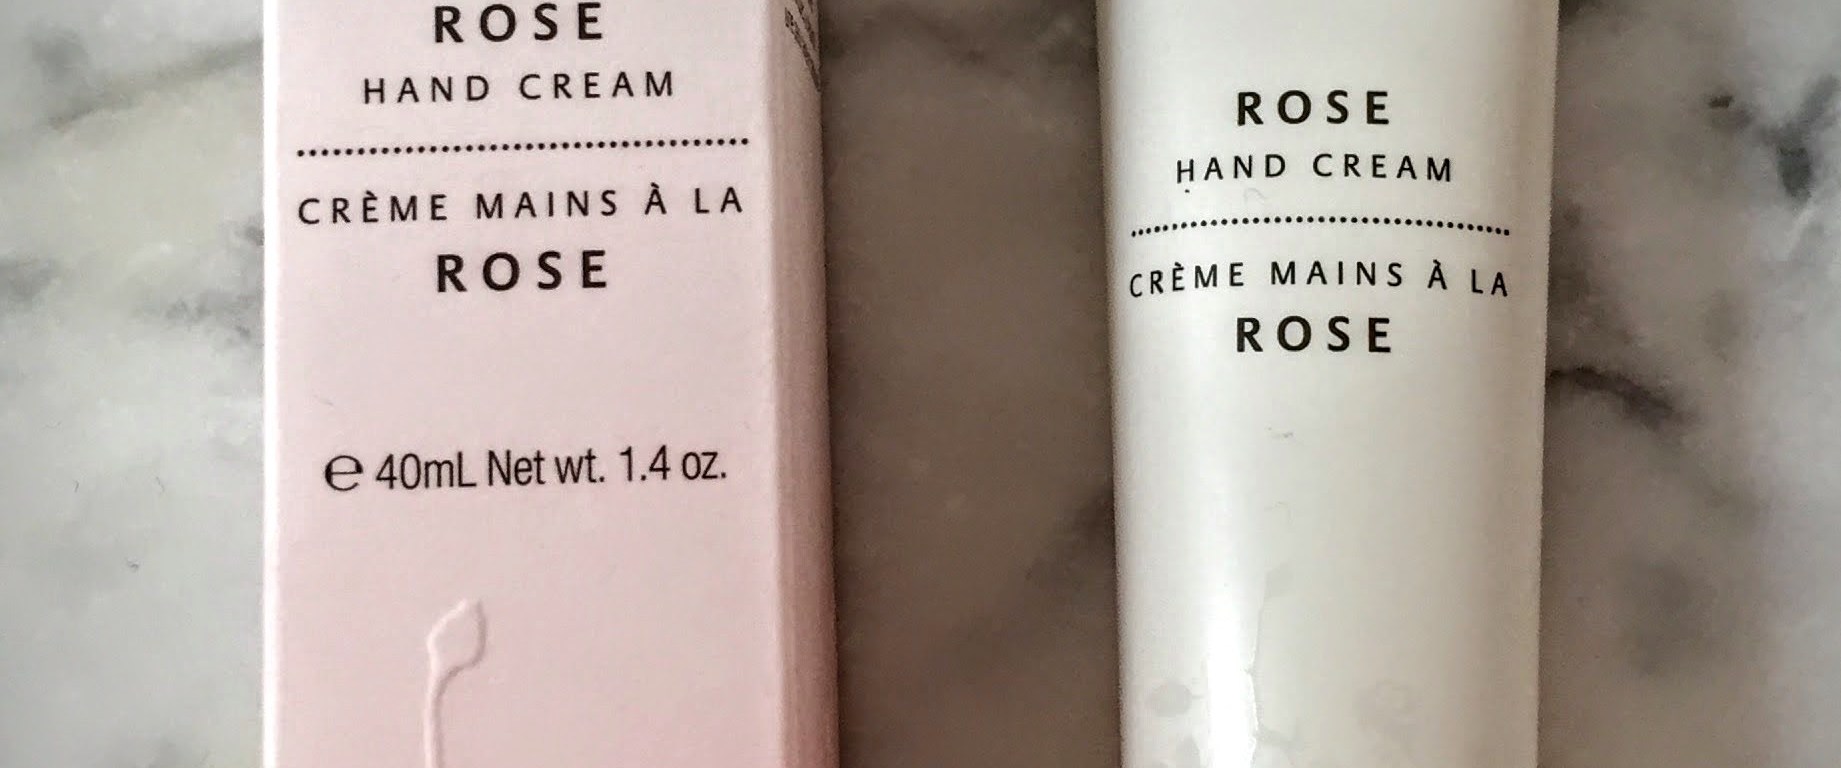 ROSE
HAND CREAM
CRÈME MAINS À LA
ROSE
℮ 40mL Net wt. 1.4 oz.
ROSE
HAND CREAM
CRÈME MAINS À LA
ROSE